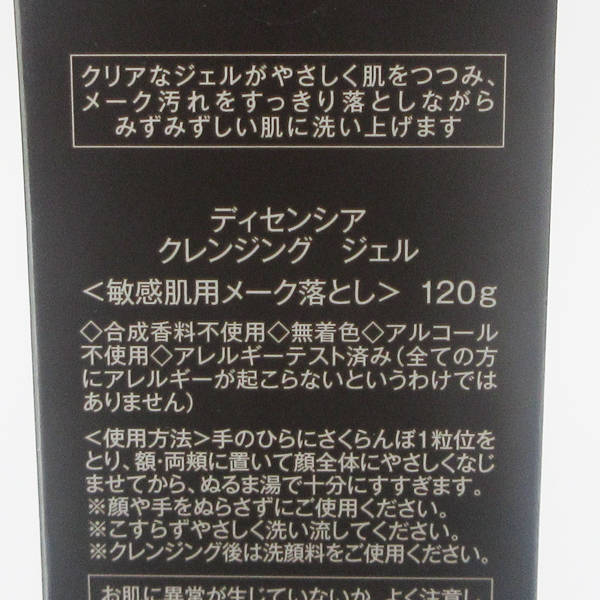 クリアなジェルがやさしく肌をつつみ、
メーク汚れをすっきり落としながら
みずみずしい肌に洗い上げます
ディセンシア
クレンジング ジェル
＜敏感肌用メーク落とし＞ 120g
◇合成香料不使用◇無着色◇アルコール
不使用◇アレルギーテスト済み(全ての方
にアレルギーが起こらないというわけでは
ありません)
＜使用方法＞手のひらにさくらんぼ1粒位を
とり、額・両頬に置いて顔全体にやさしくなじ
ませてから、ぬるま湯で十分にすすぎます。
※顔や手をぬらさずにご使用ください。
※こすらずやさしく洗い流してください。
※クレンジング後は洗顔料をご使用ください。
お肌に異常が生じていないか、よく注意し